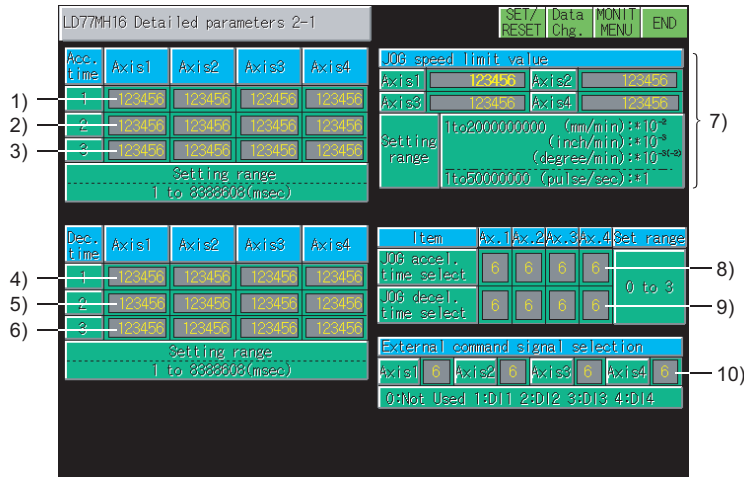 LD77MH16 Detailed parameters 2-1
SET/ RESET
Data Chg.
MONIT MENU
END
Acc. time Axis1 Axis2 Axis3 Axis4
1 123456 123456 123456 123456
2 123456 123456 123456 123456
3 123456 123456 123456 123456
Setting range
1 to 8388608(msec)
1)
2)
3)
JOG speed limit value
Axis1 123456 Axis2 123456
Axis3 123456 Axis4 123456
Setting range
1to2000000000 (mm/min):*10-2
(inch/min):*10-3
(degree/min):*10-3(-2)
1to50000000 (pulse/sec):*1
7)
Dec. time Axis1 Axis2 Axis3 Axis4
1 123456 123456 123456 123456
2 123456 123456 123456 123456
3 123456 123456 123456 123456
Setting range
1 to 8388608(msec)
4)
5)
6)
Item Ax.1 Ax.2 Ax.3 Ax.4 Set range
JOG accel. time select 6 6 6 6
JOG decel. time select 6 6 6 6
0 to 3
8)
9)
External command signal selection
Axis1 6 Axis2 6 Axis3 6 Axis4 6
0:Not Used 1:DI1 2:DI2 3:DI3 4:DI4
10)